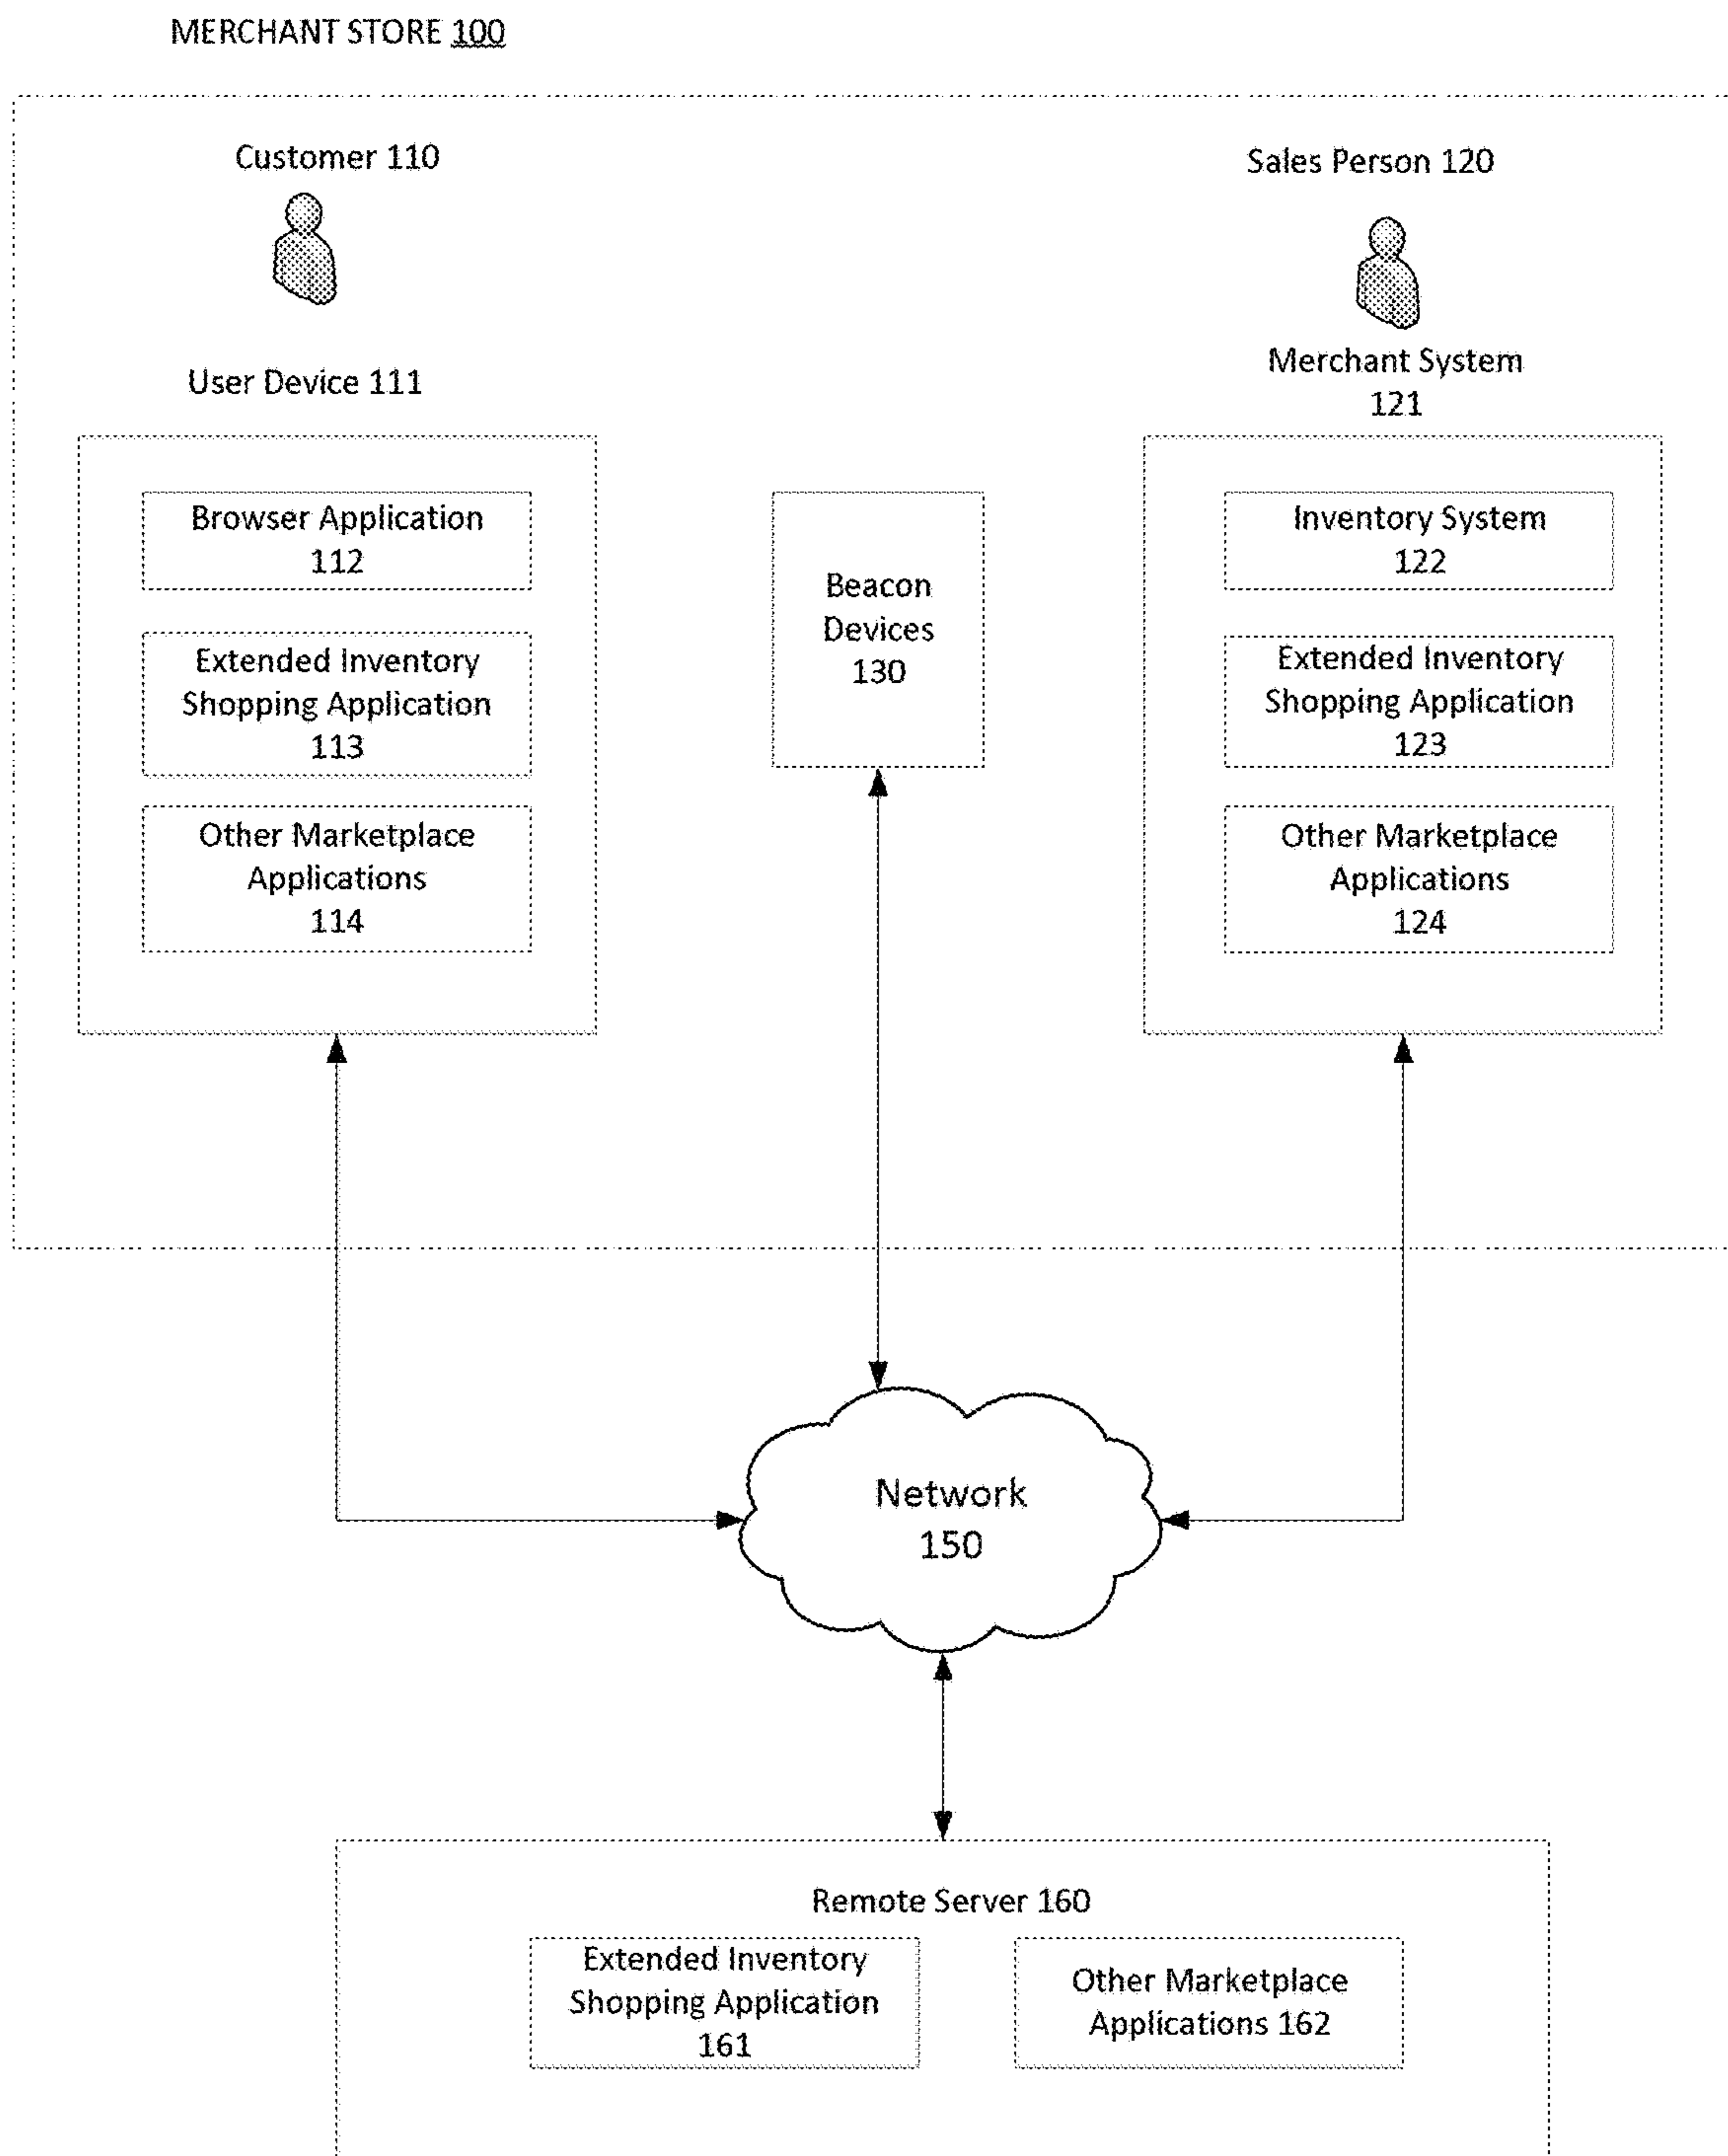 MERCHANT STORE 100
Customer 110
Sales Person 120
User Device 111
Merchant System
121
Browser Application
112
Extended Inventory
Shopping Application
113
Other Marketplace
Applications
114
Beacon
Devices
130
Inventory System
122
Extended Inventory
Shopping Application
123
Other Marketplace
Applications
124
Network
150
Remote Server 160
Extended Inventory
Shopping Application
161
Other Marketplace
Applications 162